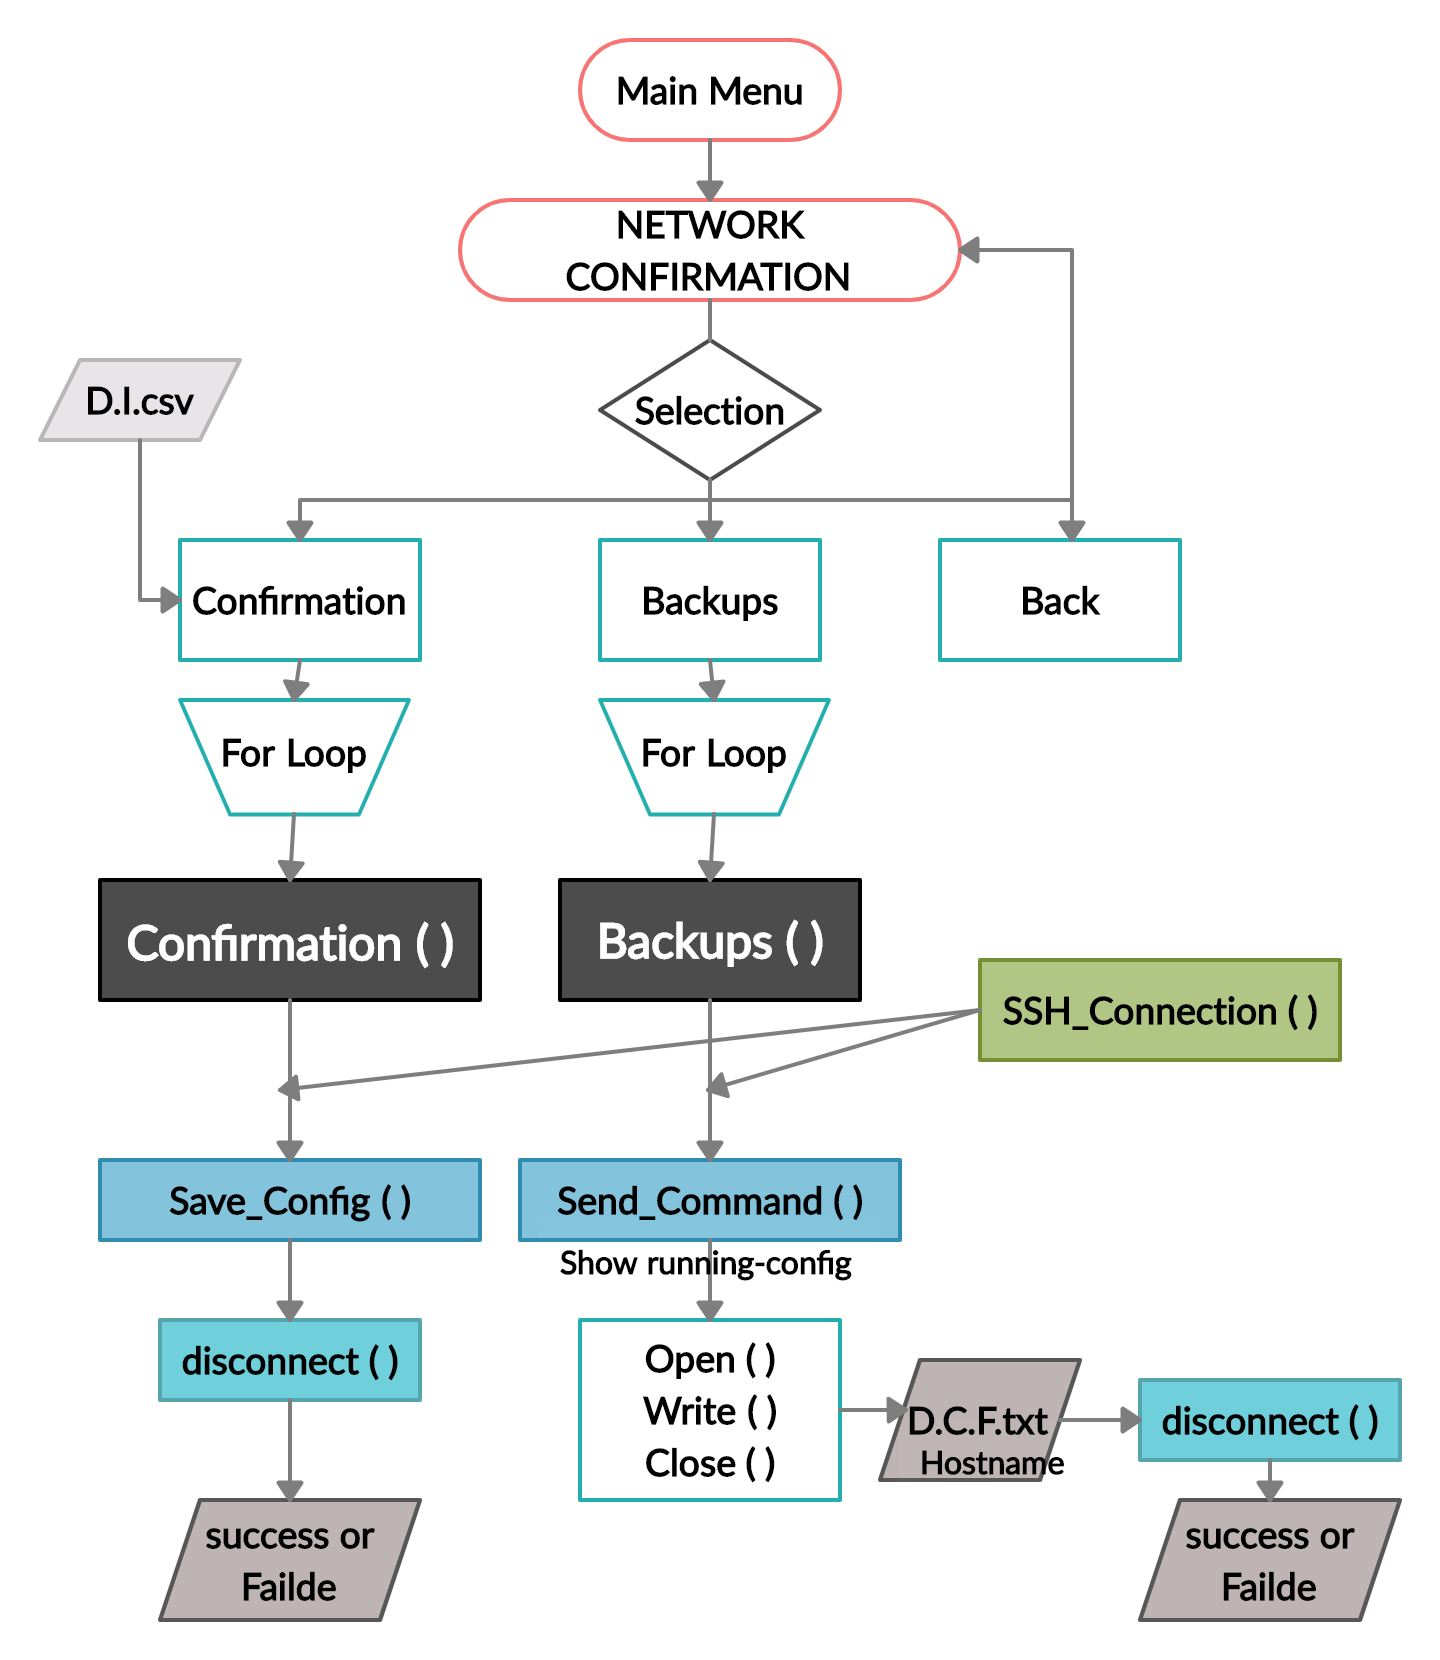 Main Menu
NETWORK
CONFIRMATION
D.I.csv
Selection
Confirmation
Backups
Back
For Loop
For Loop
Confirmation ( )
Backups ( )
SSH_Connection ( )
Save_Config ( )
Send_Command ( )
Show running-config
disconnect ( )
Open ( )
Write ( )
Close ( )
D.C.F.txt
Hostname
disconnect ( )
success or
Failde
success or
Failde